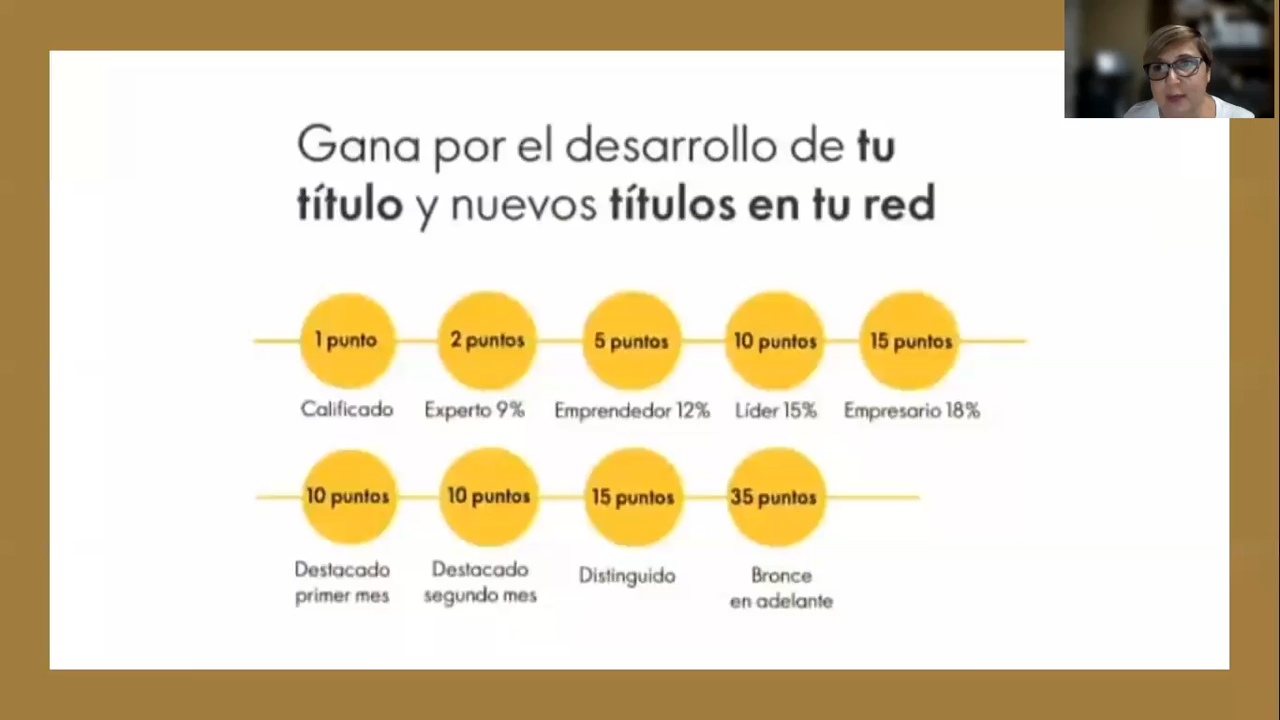 Gana por el desarrollo de tu
título y nuevos títulos en tu red
1 punto
2 puntos
5 puntos
10 puntos
15 puntos
Calificado
Experto 9%
Emprendedor 12%
Líder 15%
Empresario 18%
10 puntos
10 puntos
15 puntos
35 puntos
Destacado
primer mes
Destacado
segundo mes
Distinguido
Bronce
en adelante